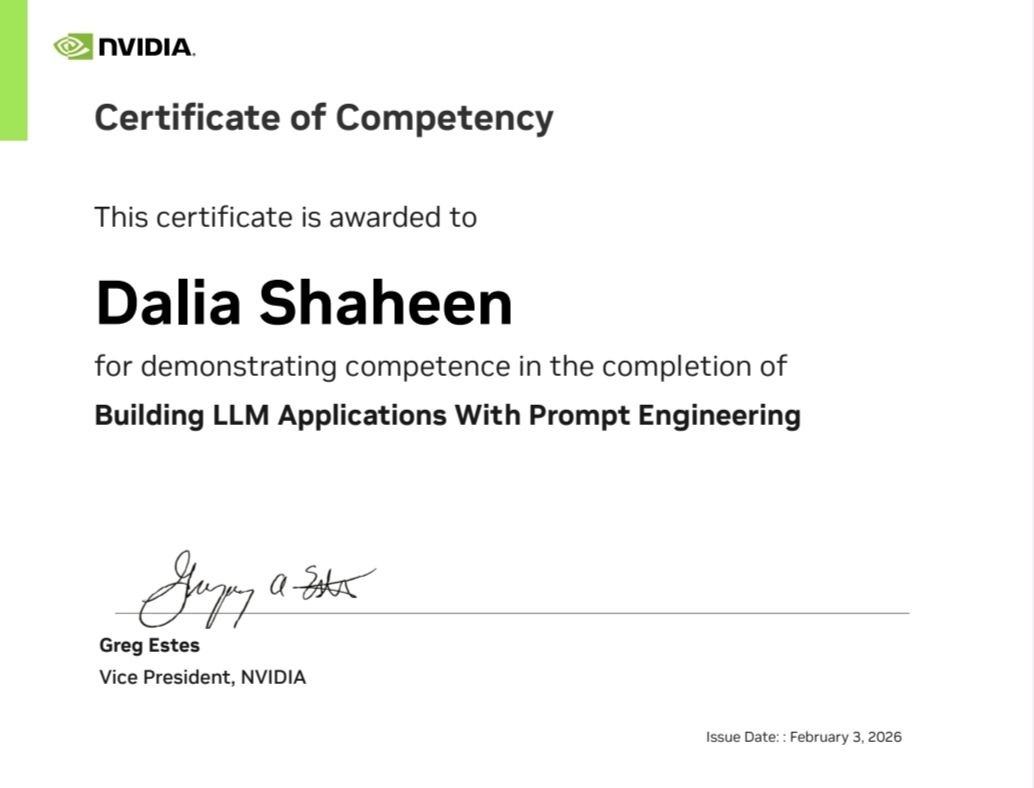 NVIDIA.
Certificate of Competency
This certificate is awarded to
Dalia Shaheen
for demonstrating competence in the completion of
Building LLM Applications With Prompt Engineering
Greg Estes
Vice President, NVIDIA
Issue Date: : February 3, 2026